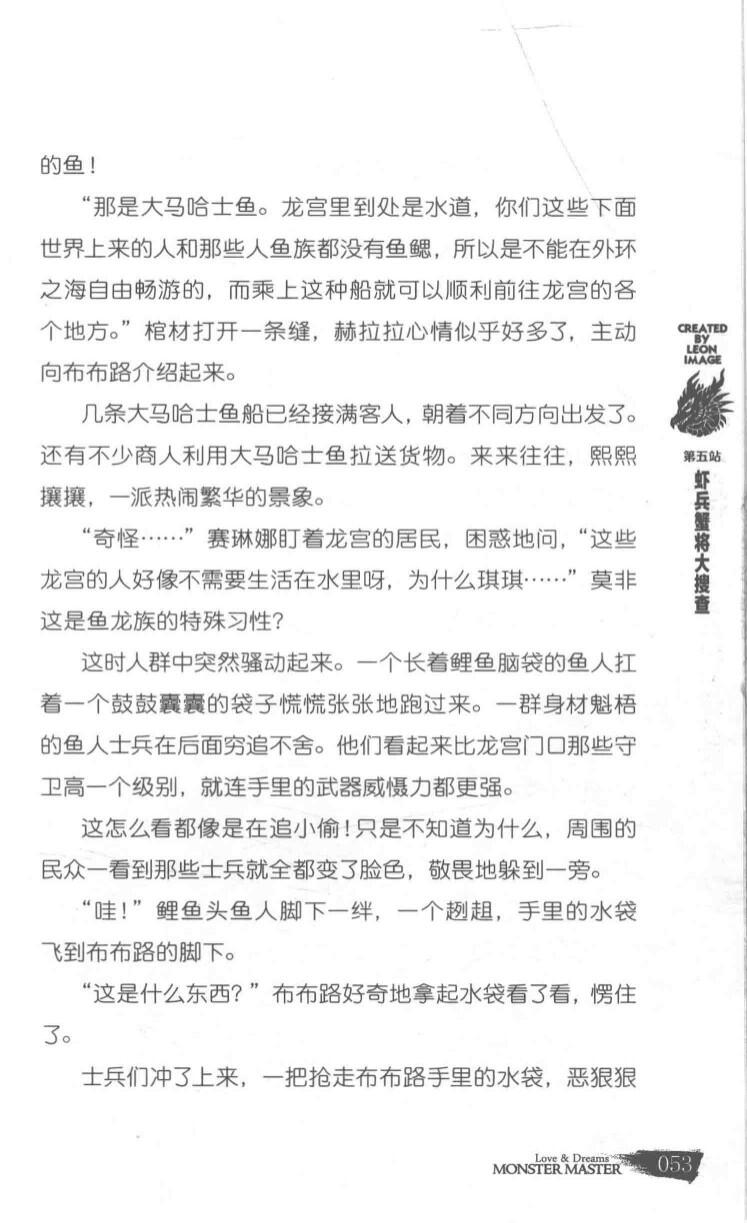 的鱼！
“那是大马哈士鱼。龙宫里到处是水道，你们这些下面
世界上来的人和那些人鱼族都没有鱼鳃，所以是不能在外环
之海自由畅游的，而乘上这种船就可以顺利前往龙宫的各
个地方。”棺材打开一条缝，赫拉拉心情似乎好多了，主动
向布布路介绍起来。
几条大马哈士鱼船已经接满客人，朝着不同方向出发了。
还有不少商人利用大马哈士鱼拉送货物。来来往往，熙熙
攘攘，一派热闹繁华的景象。
“奇怪……”赛琳娜盯着龙宫的居民，困惑地问，“这些
龙宫的人好像不需要生活在水里呀，为什么琪琪……”莫非
这是鱼龙族的特殊习性？
这时人群中突然骚动起来。一个长着鲤鱼脑袋的鱼人扛
着一个鼓鼓囊囊的袋子慌慌张张地跑过来。一群身材魁梧
的鱼人士兵在后面穷追不舍。他们看起来比龙宫门口那些守
卫高一个级别，就连手里的武器威慑力都更强。
这怎么看都像是在追小偷！只是不知道为什么，周围的
民众一看到那些士兵就全都变了脸色，敬畏地躲到一旁。
“哇！”鲤鱼头鱼人脚下一绊，一个趔趄，手里的水袋
飞到布布路的脚下。
“这是什么东西？”布布路好奇地拿起水袋看了看，愣住
了。
士兵们冲了上来，一把抢走布布路手里的水袋，恶狠狠
CREATED
BY
LEON
IMAGE
第五站
虾兵蟹将大搜查
Love & Dreams
MONSTER MASTER
053